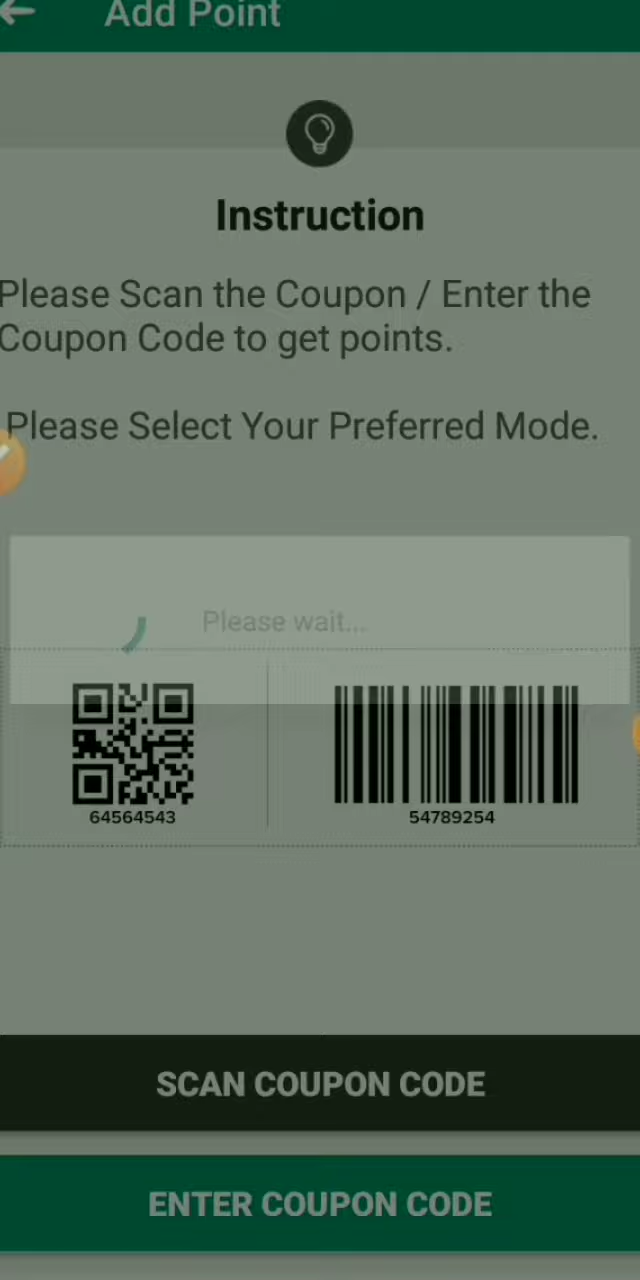 Add Point
Instruction
Please Scan the Coupon / Enter the
Coupon Code to get points.
Please Select Your Preferred Mode.
Please wait...
64564543
54789254
SCAN COUPON CODE
ENTER COUPON CODE